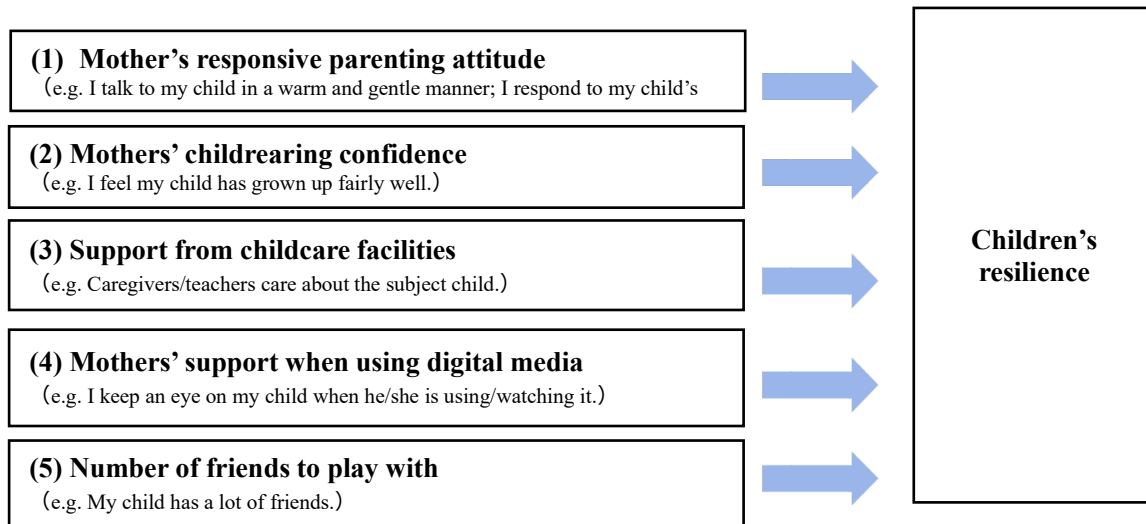 (1) Mother’s responsive parenting attitude
（e.g. I talk to my child in a warm and gentle manner; I respond to my child’s
(2) Mothers’ childrearing confidence
（e.g. I feel my child has grown up fairly well.）
(3) Support from childcare facilities
（e.g. Caregivers/teachers care about the subject child.）
(4) Mothers’ support when using digital media
（e.g. I keep an eye on my child when he/she is using/watching it.）
(5) Number of friends to play with
（e.g. My child has a lot of friends.）
Children’s
resilience